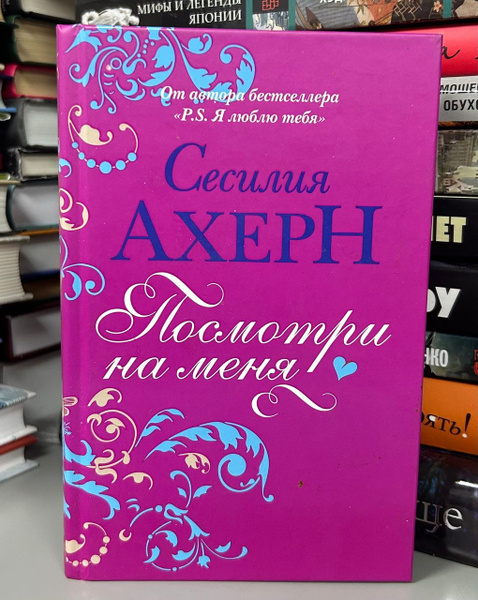 МИФЫ И ЛЕГЕНДЫ
ЯПОНИИ
От автора бестселлера
«P.S. Я люблю тебя»
Сесилия
АХЕРН
Посмотри
на меня